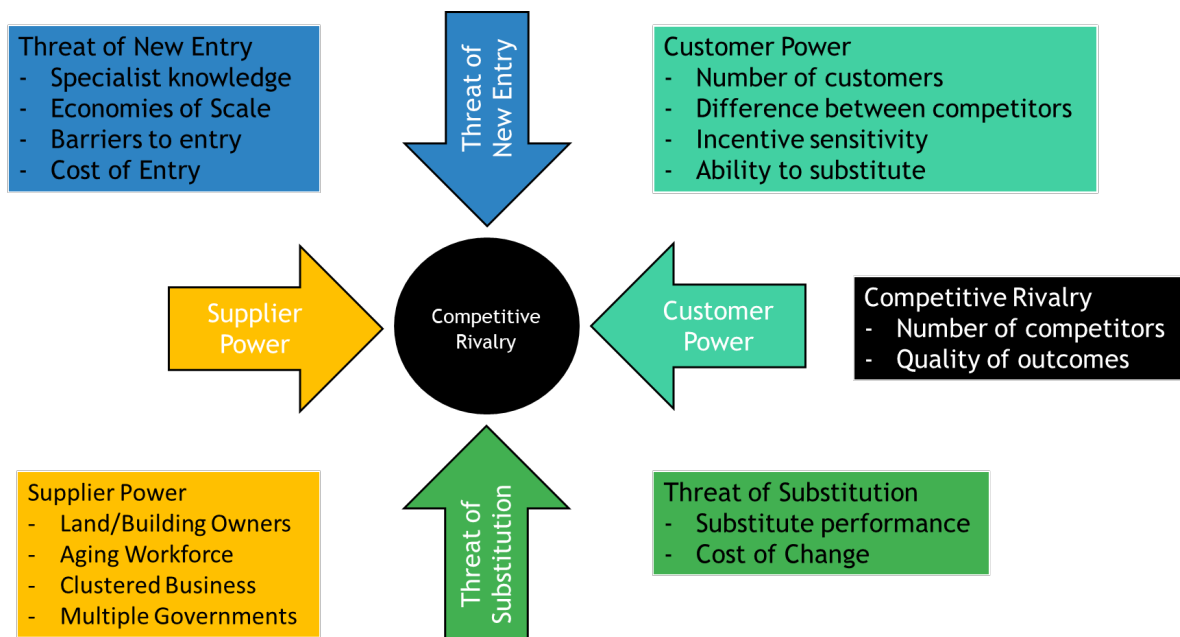 Threat of New Entry
- Specialist knowledge
- Economies of Scale
- Barriers to entry
- Cost of Entry
Threat of
New Entry
Customer Power
- Number of customers
- Difference between competitors
- Incentive sensitivity
- Ability to substitute
Supplier
Power
Competitive
Rivalry
Customer
Power
Competitive Rivalry
- Number of competitors
- Quality of outcomes
Supplier Power
- Land/Building Owners
- Aging Workforce
- Clustered Business
- Multiple Governments
Threat of
Substitution
Threat of Substitution
- Substitute performance
- Cost of Change